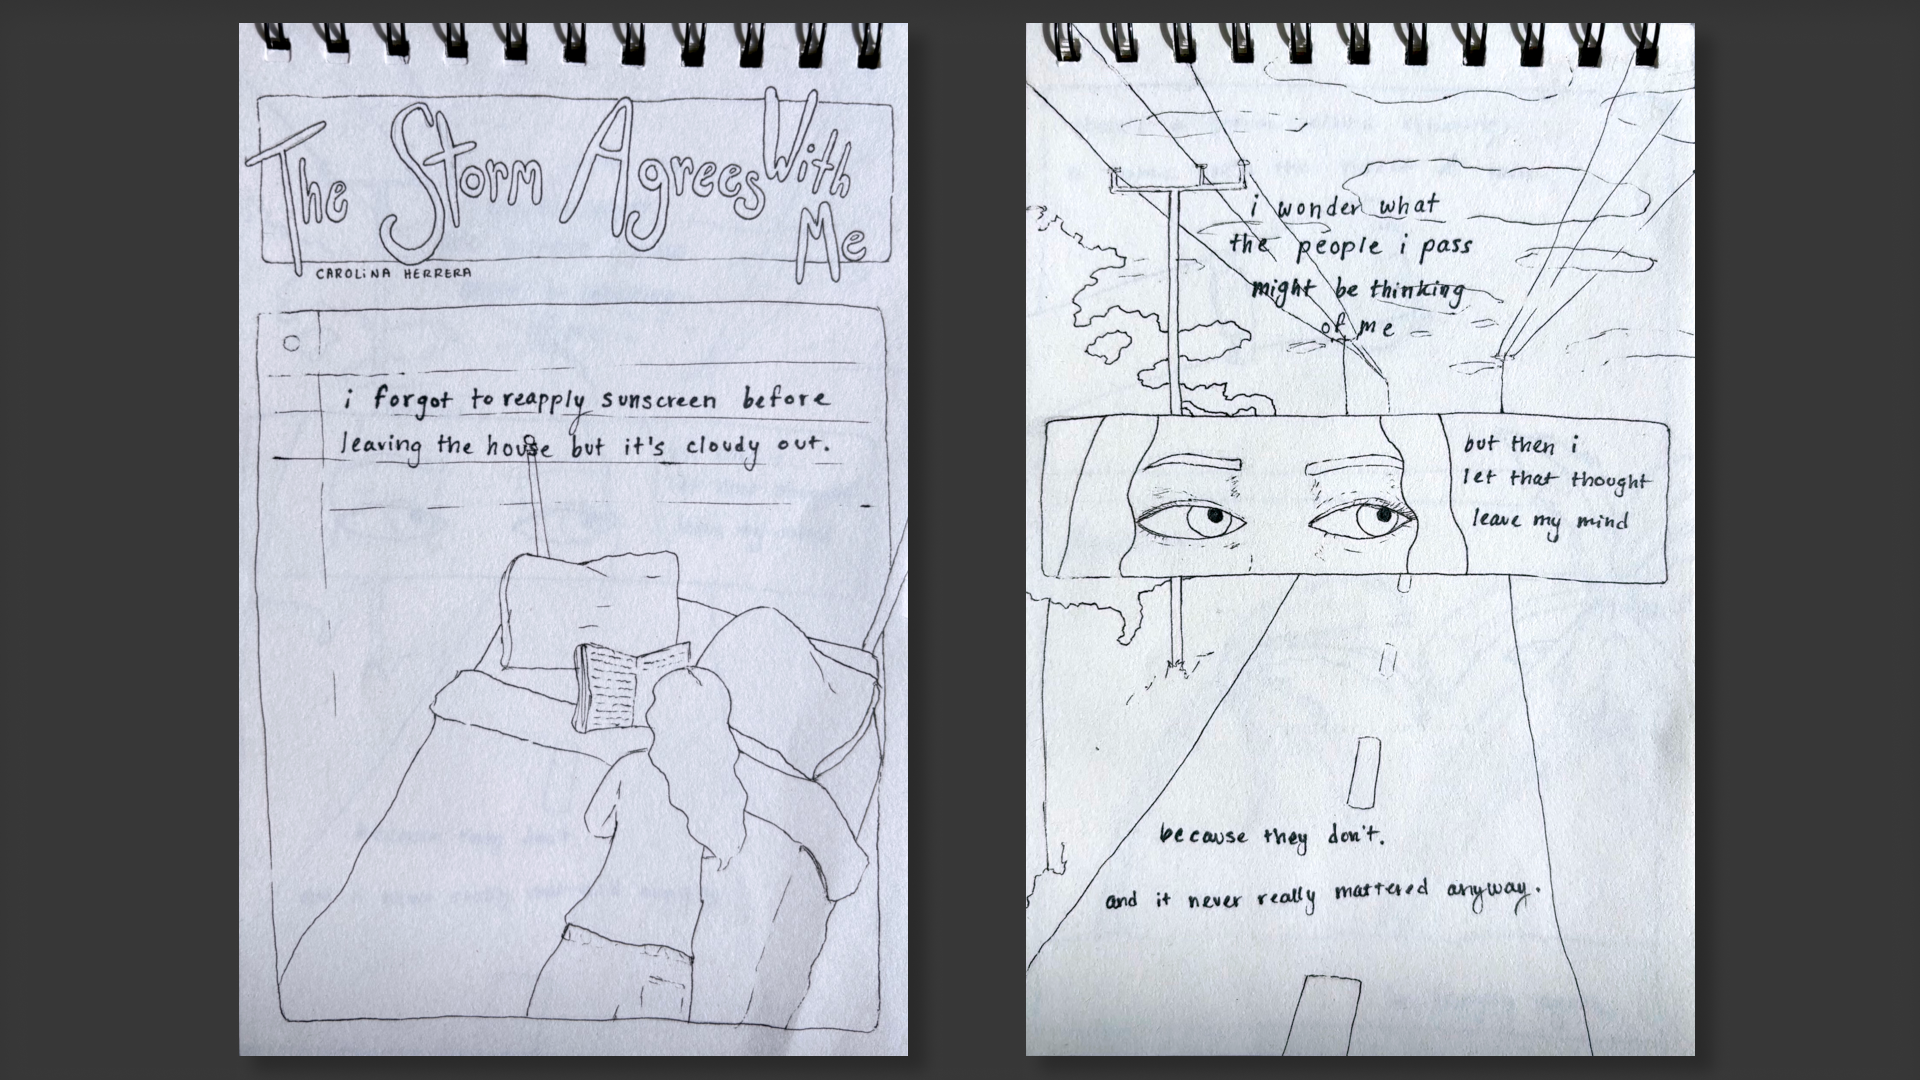 The Storm Agrees With
Me
CAROLINA HERRERA
i forgot to reapply sunscreen before
leaving the house but it's cloudy out.
i wonder what
the people i pass
might be thinking
of me
but then i
let that thought
leave my mind
because they don't.
and it never really mattered anyway.